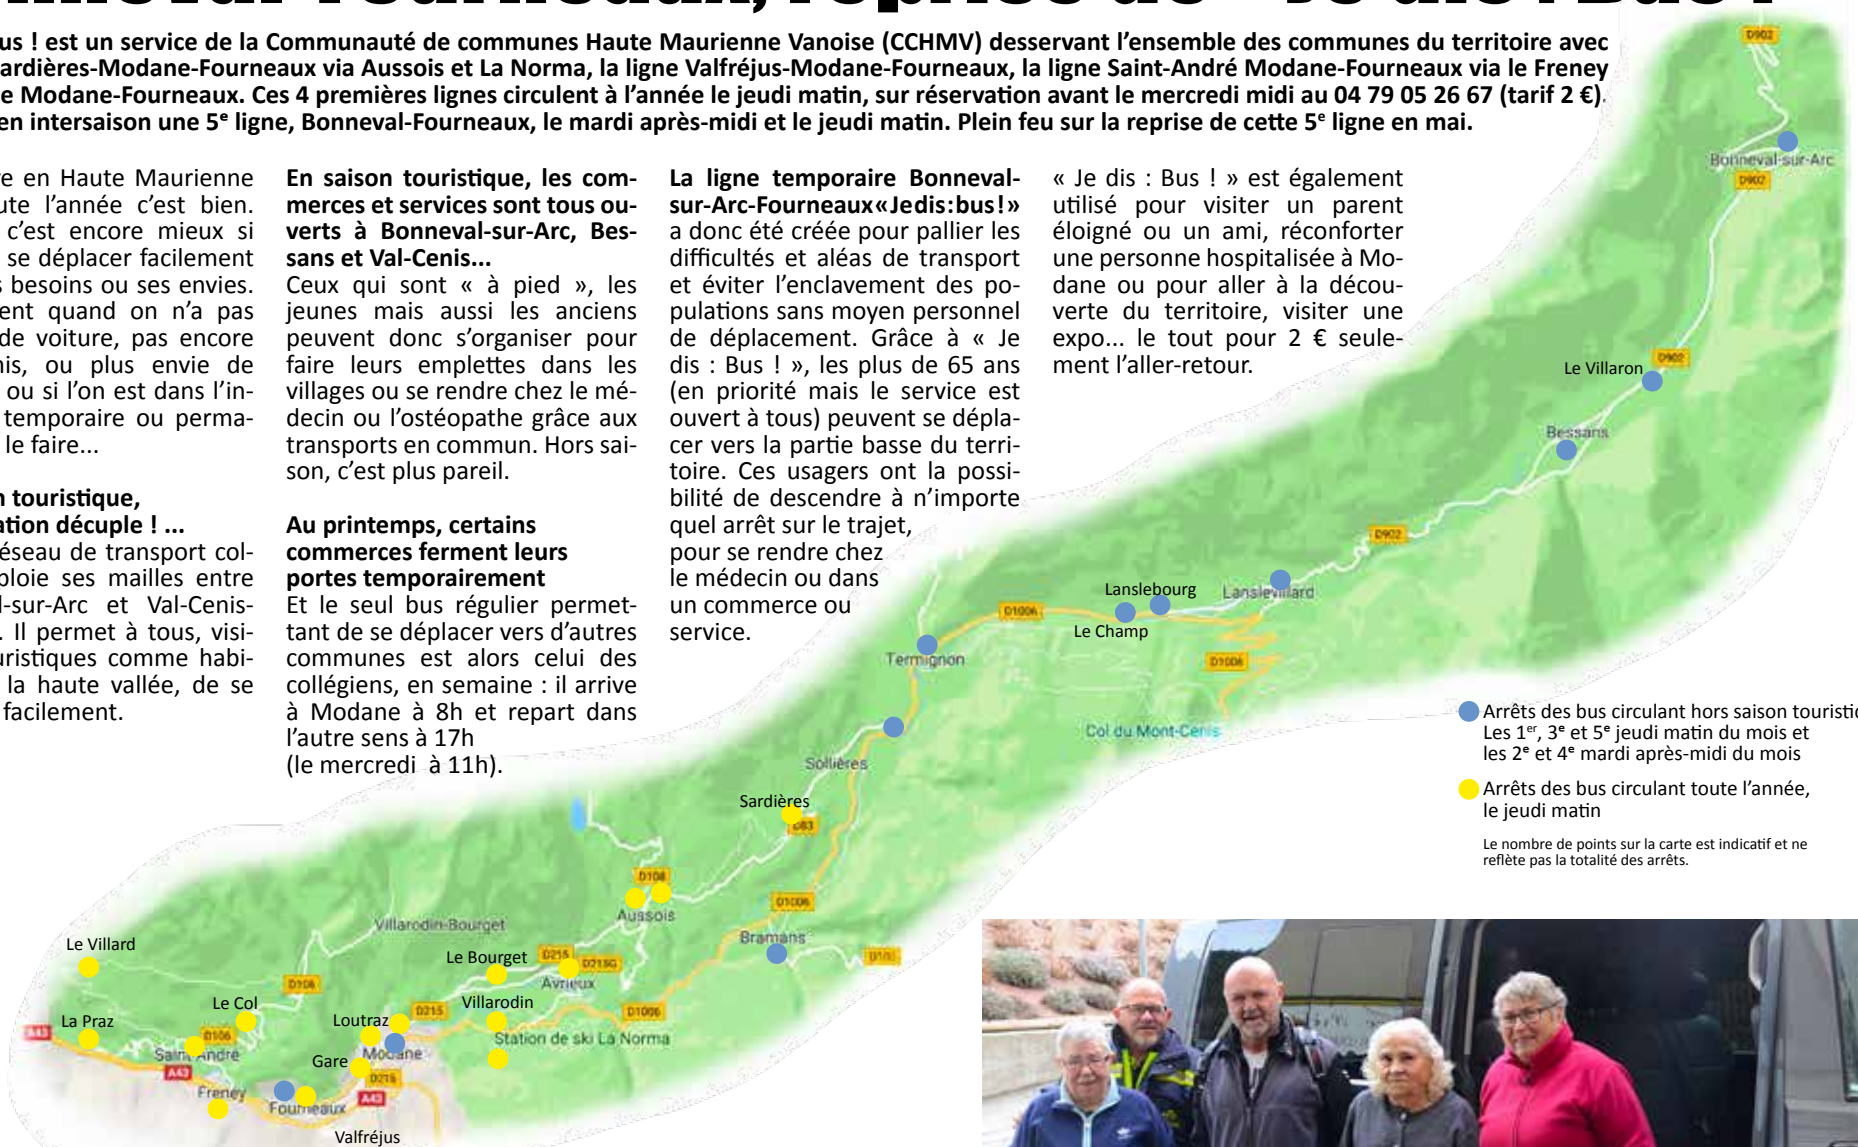 us ! est un service de la Communauté de communes Haute Maurienne Vanoise (CCHMV) desservant l'ensemble des communes du territoire avec
ardières-Modane-Fourneaux via Aussois et La Norma, la ligne Valfréjus-Modane-Fourneaux, la ligne Saint-André Modane-Fourneaux via le Freney
e Modane-Fourneaux. Ces 4 premières lignes circulent à l'année le jeudi matin, sur réservation avant le mercredi midi au 04 79 05 26 67 (tarif 2 €).
en intersaison une 5e ligne, Bonneval-Fourneaux, le mardi après-midi et le jeudi matin. Plein feu sur la reprise de cette 5e ligne en mai.
e en Haute Maurienne
ute l'année c'est bien.
c'est encore mieux si
se déplacer facilement
s besoins ou ses envies.
ent quand on n'a pas
de voiture, pas encore
is, ou plus envie de
ou si l'on est dans l'in-
temporaire ou perma-
le faire...
n touristique,
ation décuple ! ...
éseau de transport col-
ploie ses mailles entre
l-sur-Arc et Val-Cenis-
. Il permet à tous, visi-
uristiques comme habi-
la haute vallée, de se
facilement.
En saison touristique, les com-
merces et services sont tous ou-
verts à Bonneval-sur-Arc, Bes-
sans et Val-Cenis...
Ceux qui sont « à pied », les
jeunes mais aussi les anciens
peuvent donc s'organiser pour
faire leurs emplettes dans les
villages ou se rendre chez le mé-
decin ou l'ostéopathe grâce aux
transports en commun. Hors sai-
son, c'est plus pareil.
Au printemps, certains
commerces ferment leurs
portes temporairement
Et le seul bus régulier permet-
tant de se déplacer vers d'autres
communes est alors celui des
collégiens, en semaine : il arrive
à Modane à 8h et repart dans
l'autre sens à 17h
(le mercredi à 11h).
La ligne temporaire Bonneval-
sur-Arc-Fourneaux«Jedis:bus!»
a donc été créée pour pallier les
difficultés et aléas de transport
et éviter l'enclavement des po-
pulations sans moyen personnel
de déplacement. Grâce à « Je
dis : Bus ! », les plus de 65 ans
(en priorité mais le service est
ouvert à tous) peuvent se dépla-
cer vers la partie basse du terri-
toire. Ces usagers ont la possi-
bilité de descendre à n'importe
quel arrêt sur le trajet,
pour se rendre chez
le médecin ou dans
un commerce ou
service.
« Je dis : Bus ! » est également
utilisé pour visiter un parent
éloigné ou un ami, réconforter
une personne hospitalisée à Mo-
dane ou pour aller à la décou-
verte du territoire, visiter une
expo... le tout pour 2 € seule-
ment l'aller-retour.
D902
Bonneval-sur-Arc
D902
D902
Le Villaron
Bessans
D902
Lanslebourg
Lanslevillard
D1006
Le Champ
Termignon
D1006
Col du Mont-Cenis
Sollières
Sardières
D83
D108
Aussois
D1006
Villarodin-Bourget
Bramans
Le Villard
Le Bourget
D215
D215G
Avrieux
D106
Le Col
Villarodin
La Praz
Loutraz
D215
D1006
A43
D106
Saint-André
Modane
Station de ski La Norma
Gare
A43
D215
Freney
Fourneaux
A43
Valfréjus
Arrêts des bus circulant hors saison touristic
Les 1er, 3e et 5e jeudi matin du mois et
les 2e et 4e mardi après-midi du mois
Arrêts des bus circulant toute l'année,
le jeudi matin
Le nombre de points sur la carte est indicatif et ne
reflète pas la totalité des arrêts.